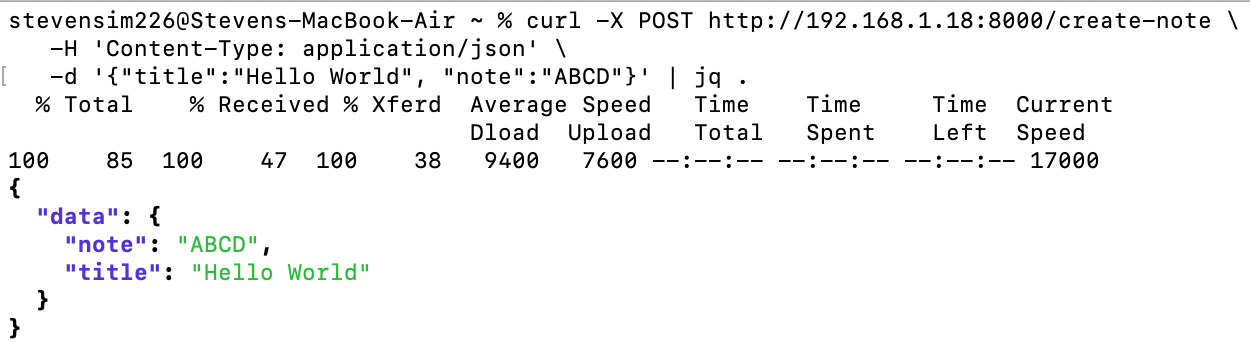 stevensim226@Stevens-MacBook-Air ~ % curl -X POST http://192.168.1.18:8000/create-note \
   -H 'Content-Type: application/json' \
[   -d '{"title":"Hello World", "note":"ABCD"}' | jq .
  % Total    % Received % Xferd  Average Speed   Time    Time     Time  Current
                                 Dload  Upload   Total   Spent    Left  Speed
100    85  100    47  100    38   9400   7600 --:--:-- --:--:-- --:--:-- 17000
{
  "data": {
    "note": "ABCD",
    "title": "Hello World"
  }
}